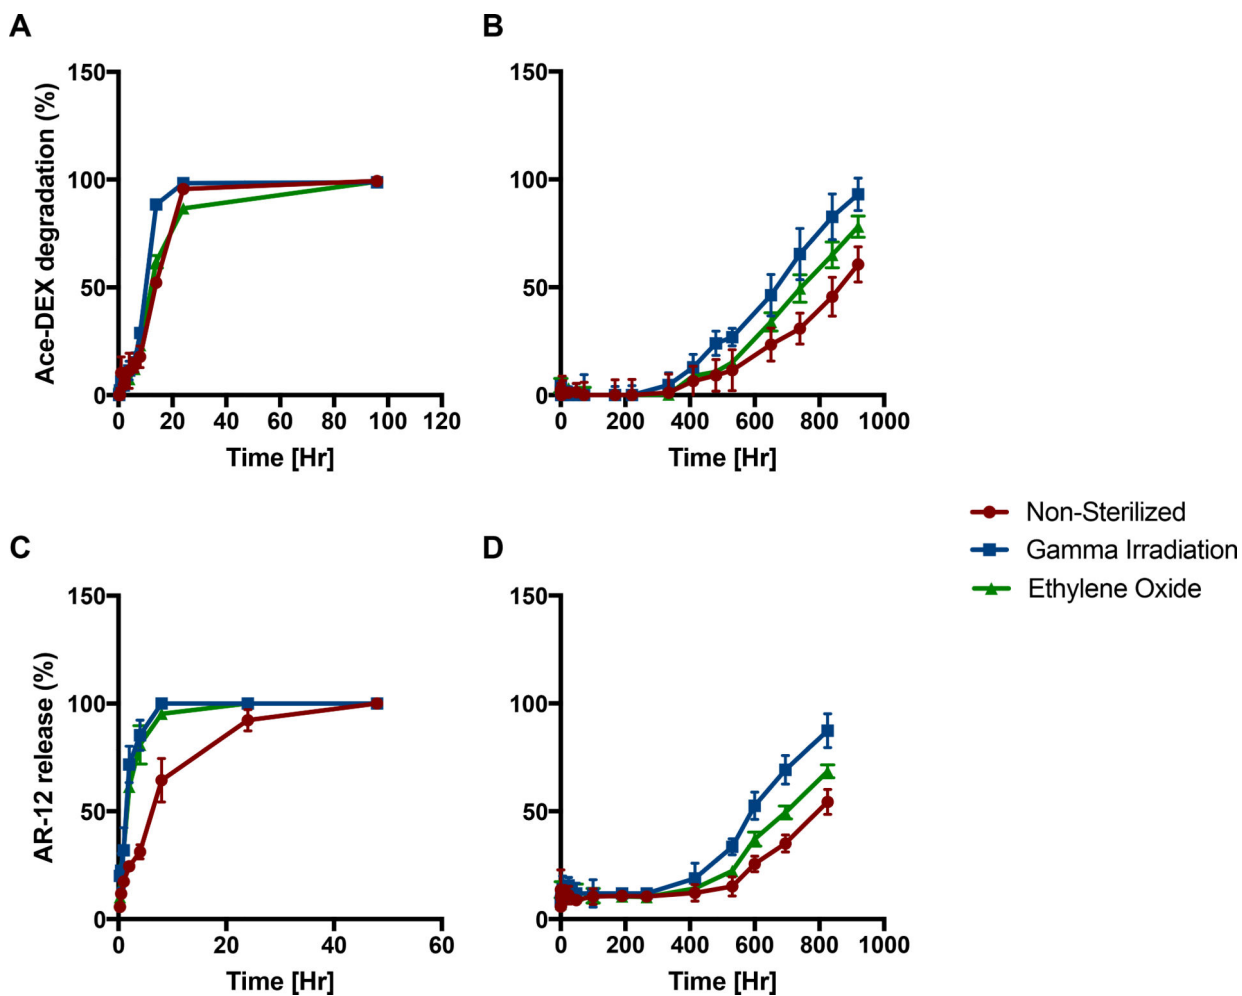 A
B
150
100
50
0
Ace-DEX degradation (%)
0 20 40 60 80 100 120
Time [Hr]
150
100
50
0
0 200 400 600 800 1000
Time [Hr]
C
D
150
100
50
0
AR-12 release (%)
0 20 40 60
Time [Hr]
150
100
50
0
0 200 400 600 800 1000
Time [Hr]
Non-Sterilized
Gamma Irradiation
Ethylene Oxide